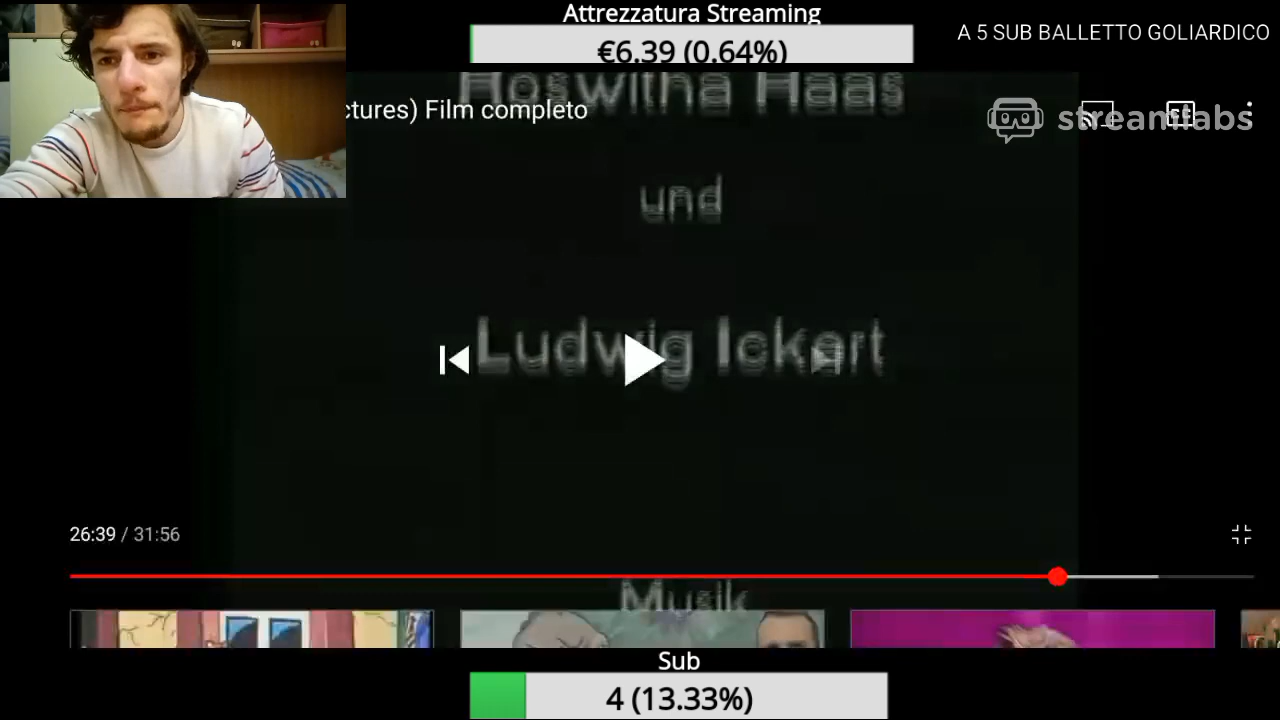 Attrezzatura Streaming
€6.39 (0.64%)
A 5 SUB BALLETTO GOLIARDICO
Roswitha Haas
ctures) Film completo
streamlabs
und
Ludwig Ickert
26:39 / 31:56
Musik
Sub
4 (13.33%)